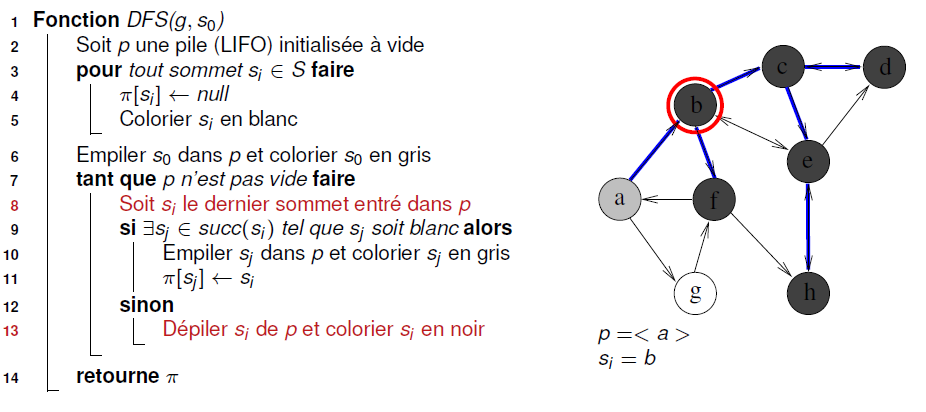 1 Fonction DFS(g, s₀)
2 Soit p une pile (LIFO) initialisée à vide
3 pour tout sommet sᵢ ∈ S faire
4 π[sᵢ] ← null
5 Colorier sᵢ en blanc
6 Empiler s₀ dans p et colorier s₀ en gris
7 tant que p n'est pas vide faire
8 Soit sᵢ le dernier sommet entré dans p
9 si ∃sⱼ ∈ succ(sᵢ) tel que sⱼ soit blanc alors
10 Empiler sⱼ dans p et colorier sⱼ en gris
11 π[sⱼ] ← sᵢ
12 sinon
13 Dépiler sᵢ de p et colorier sᵢ en noir
14 retourne π
c d
b
e
a f
g h
p =< a >
sᵢ = b